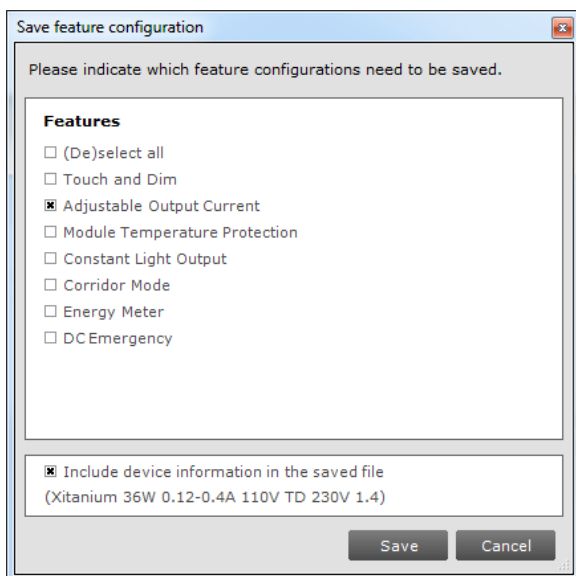 Save feature configuration
Please indicate which feature configurations need to be saved.
Features
(De)select all
Touch and Dim
Adjustable Output Current
Module Temperature Protection
Constant Light Output
Corridor Mode
Energy Meter
DC Emergency
Include device information in the saved file
(Xitanium 36W 0.12-0.4A 110V TD 230V 1.4)
Save Cancel